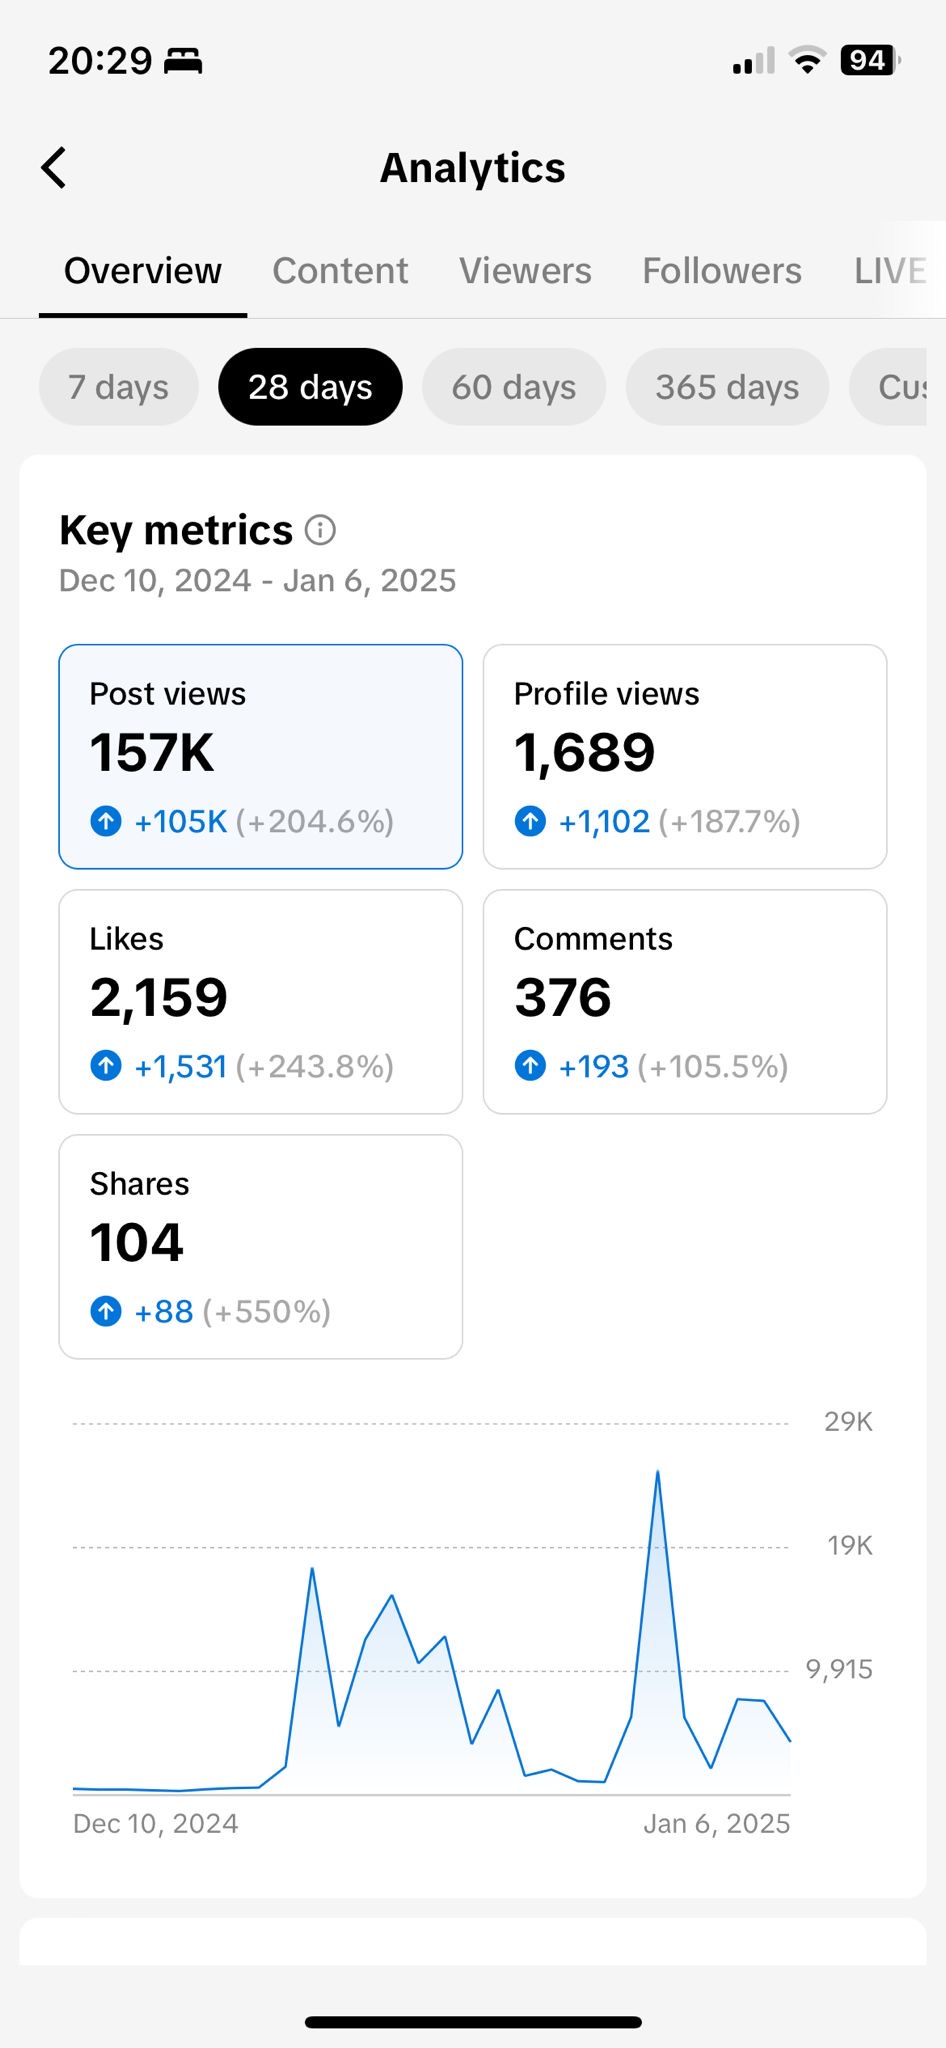 20:29
94
Analytics
Overview Content Viewers Followers LIVE
7 days 28 days 60 days 365 days Cus
Key metrics
Dec 10, 2024 - Jan 6, 2025
Post views
157K
+105K (+204.6%)
Profile views
1,689
+1,102 (+187.7%)
Likes
2,159
+1,531 (+243.8%)
Comments
376
+193 (+105.5%)
Shares
104
+88 (+550%)
29K
19K
9,915
Dec 10, 2024 Jan 6, 2025